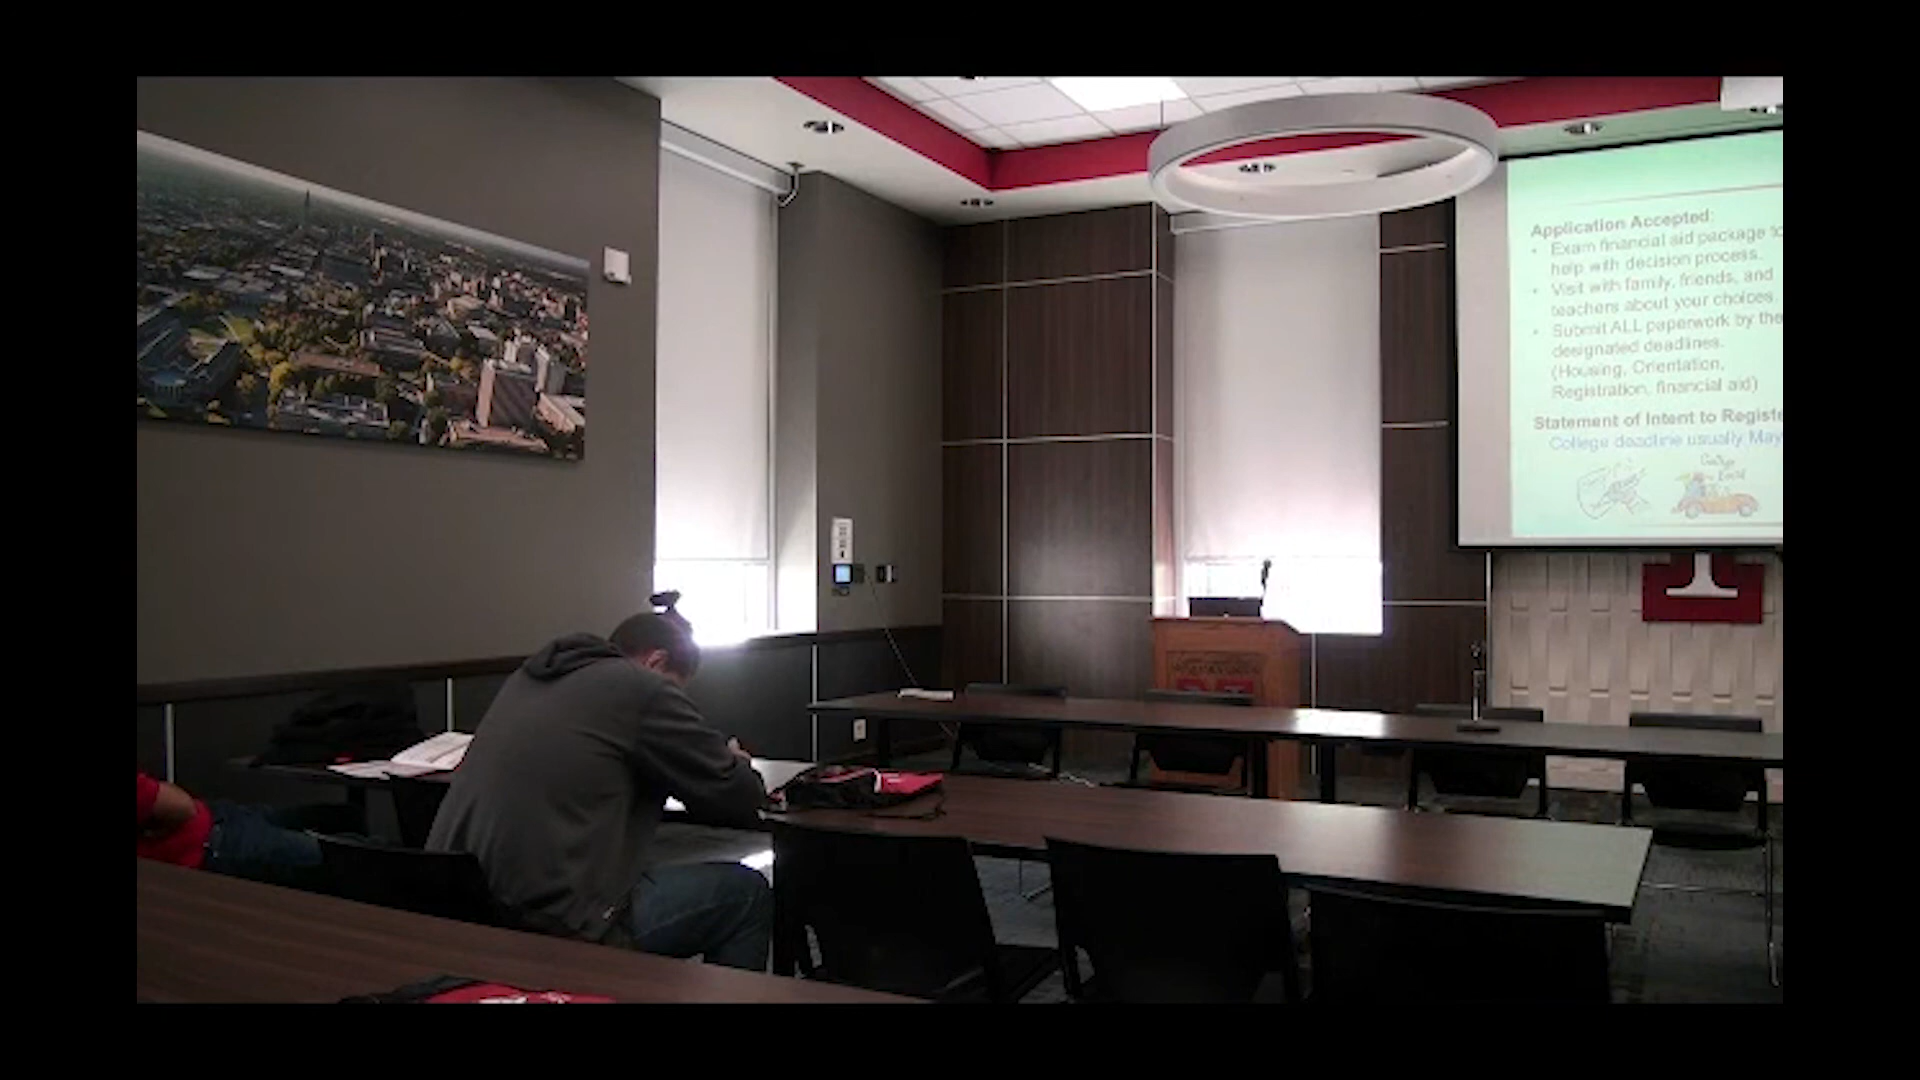 Application Accepted:
• Exam financial aid package to
help with decision process.
• Visit with family, friends, and
teachers about your choices.
• Submit ALL paperwork by the
designated deadlines.
(Housing, Orientation,
Registration, financial aid)
Statement of Intent to Registe
College deadline usually May